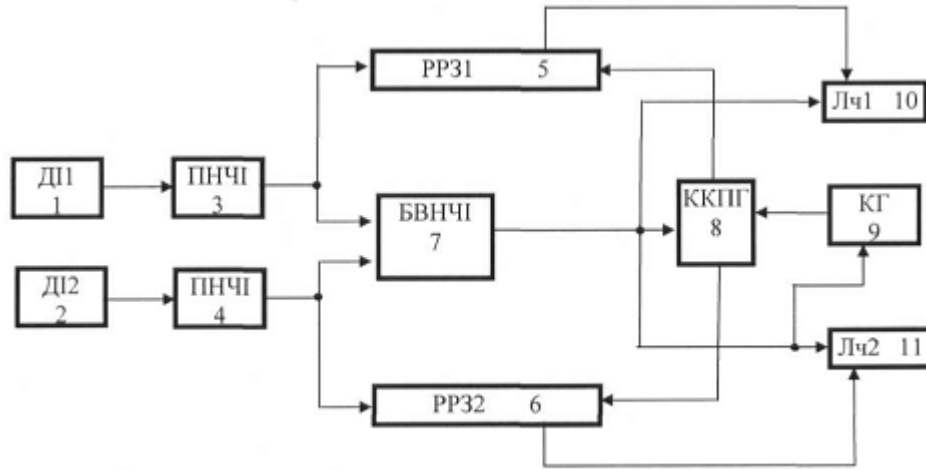 РРЗ1 5
Лч1 10
ДІ1
1
ПНЧІ
3
БВНЧІ
7
ККПГ
8
КГ
9
ДІ2
2
ПНЧІ
4
Лч2 11
РРЗ2 6